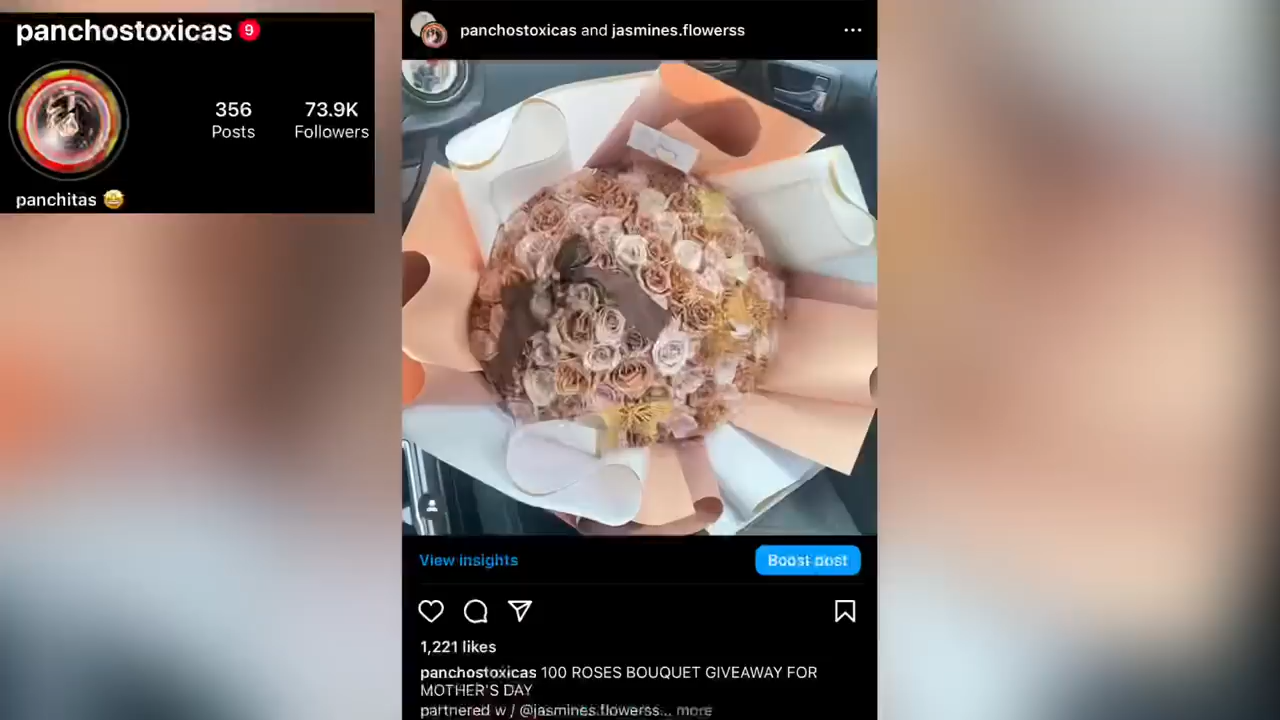 panchostoxicas 9
356 73.9K
Posts Followers
panchitas 🤩
panchostoxicas and jasmines.flowerss
View insights Boost post
1,221 likes
panchostoxicas 100 ROSES BOUQUET GIVEAWAY FOR
MOTHER'S DAY
partnered w / @jasmines.flowerss... more